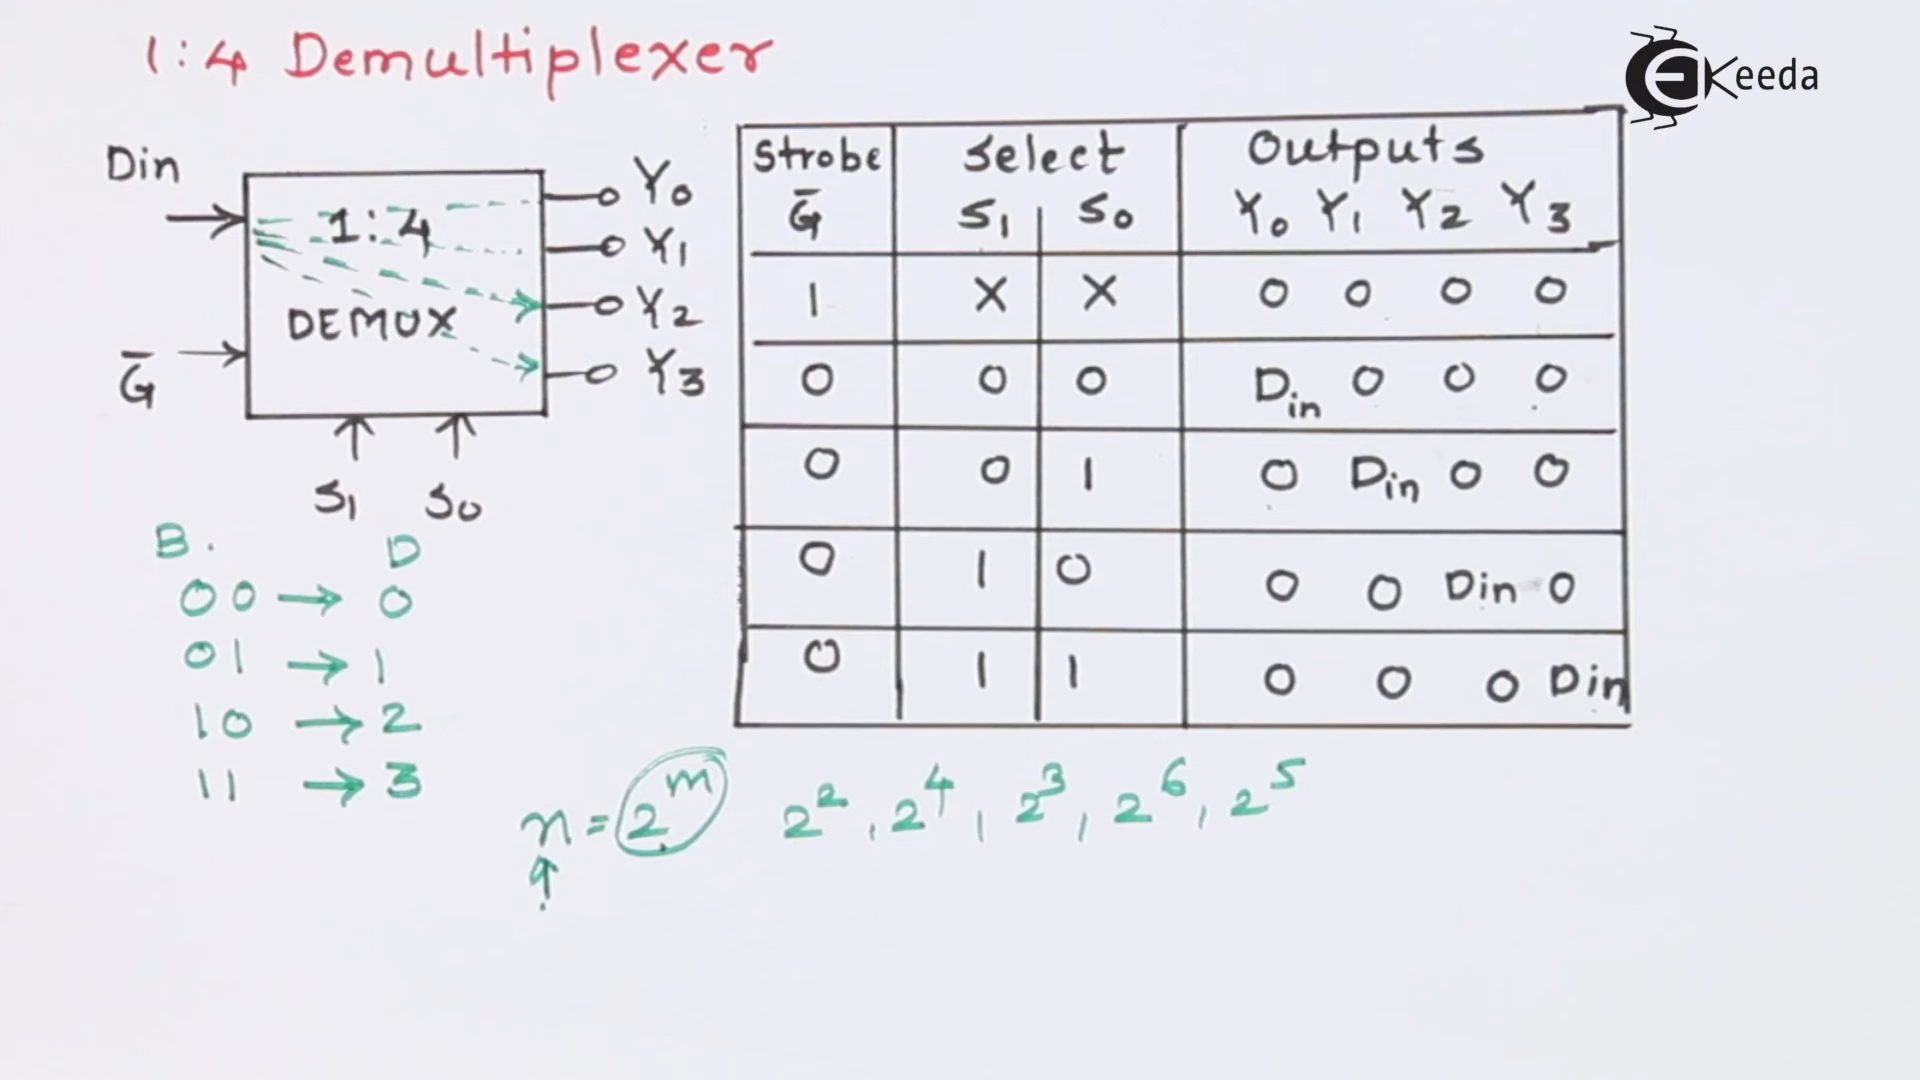 1:4 Demultiplexer
EKeeda
Din
1:4
DEMUX
G̅
S1 S0
Y0
Y1
Y2
Y3
Strobe Select Outputs
G̅ S1 S0 Y0 Y1 Y2 Y3
1 X X 0 0 0 0
0 0 0 Din 0 0 0
0 0 1 0 Din 0 0
0 1 0 0 0 Din 0
0 1 1 0 0 0 Din
B. D
00 → 0
01 → 1
10 → 2
11 → 3
n = 2^m 2^2, 2^4, 2^3, 2^6, 2^5